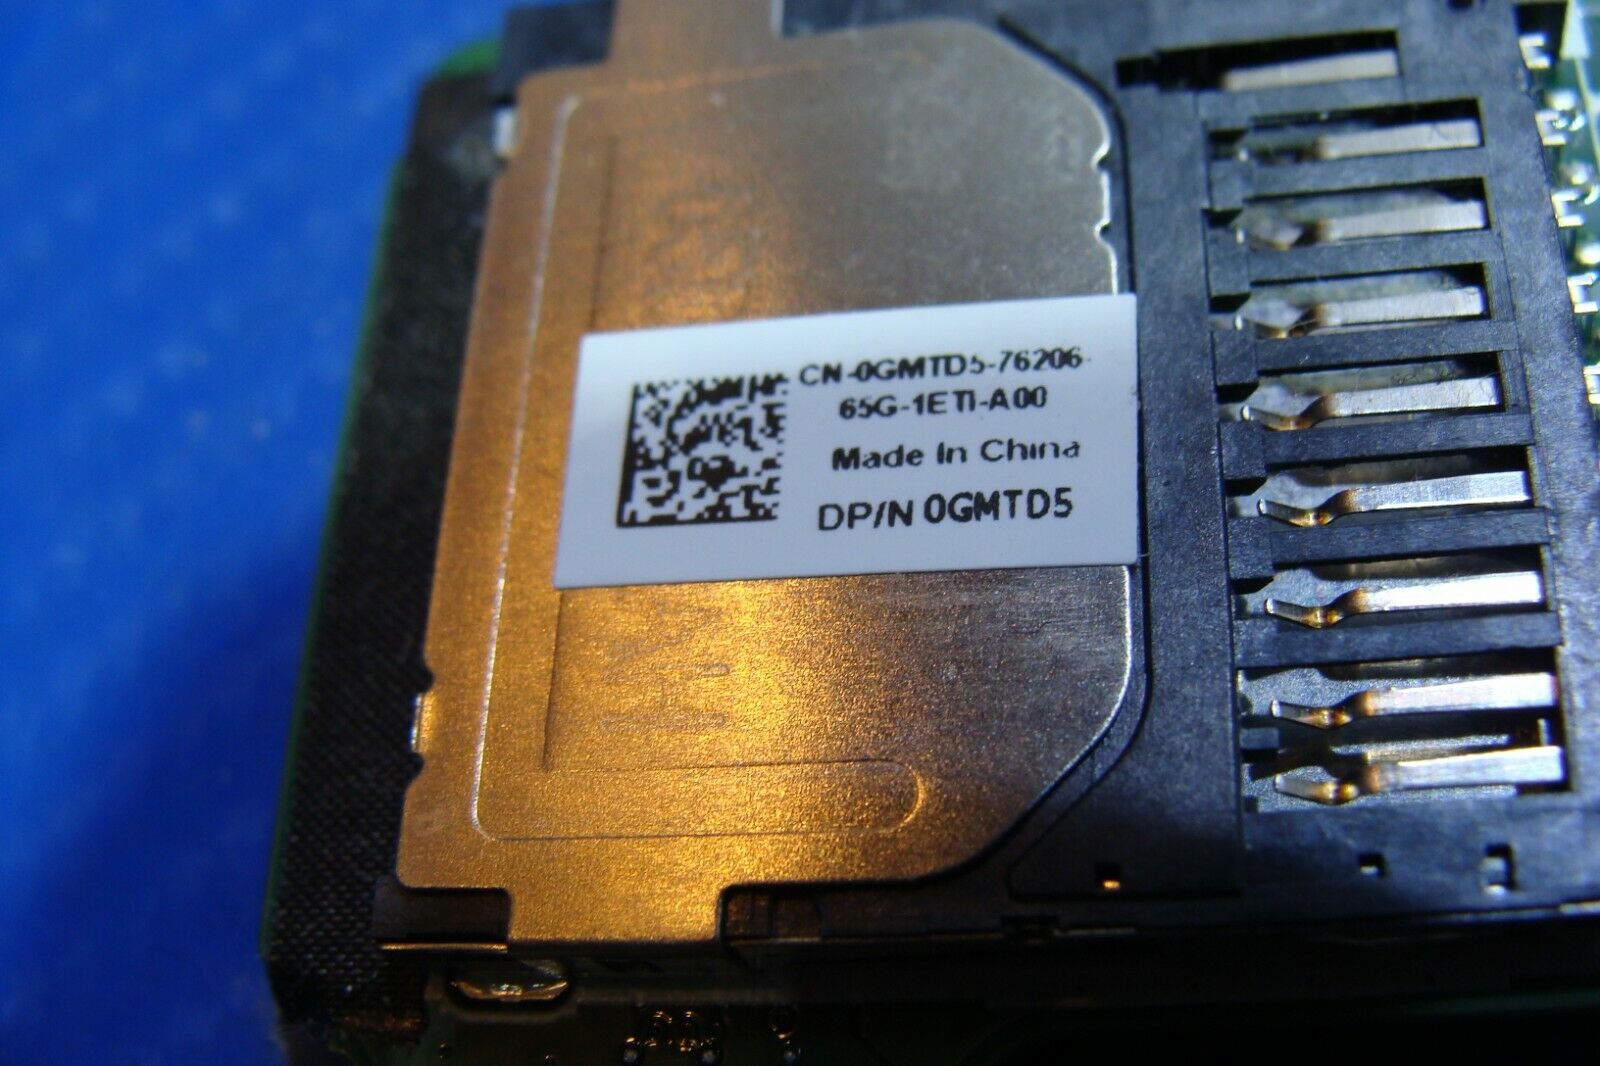 CN-0GMTD5-76206-
65G-1ETI-A00
Made In China
DP/N 0GMTD5